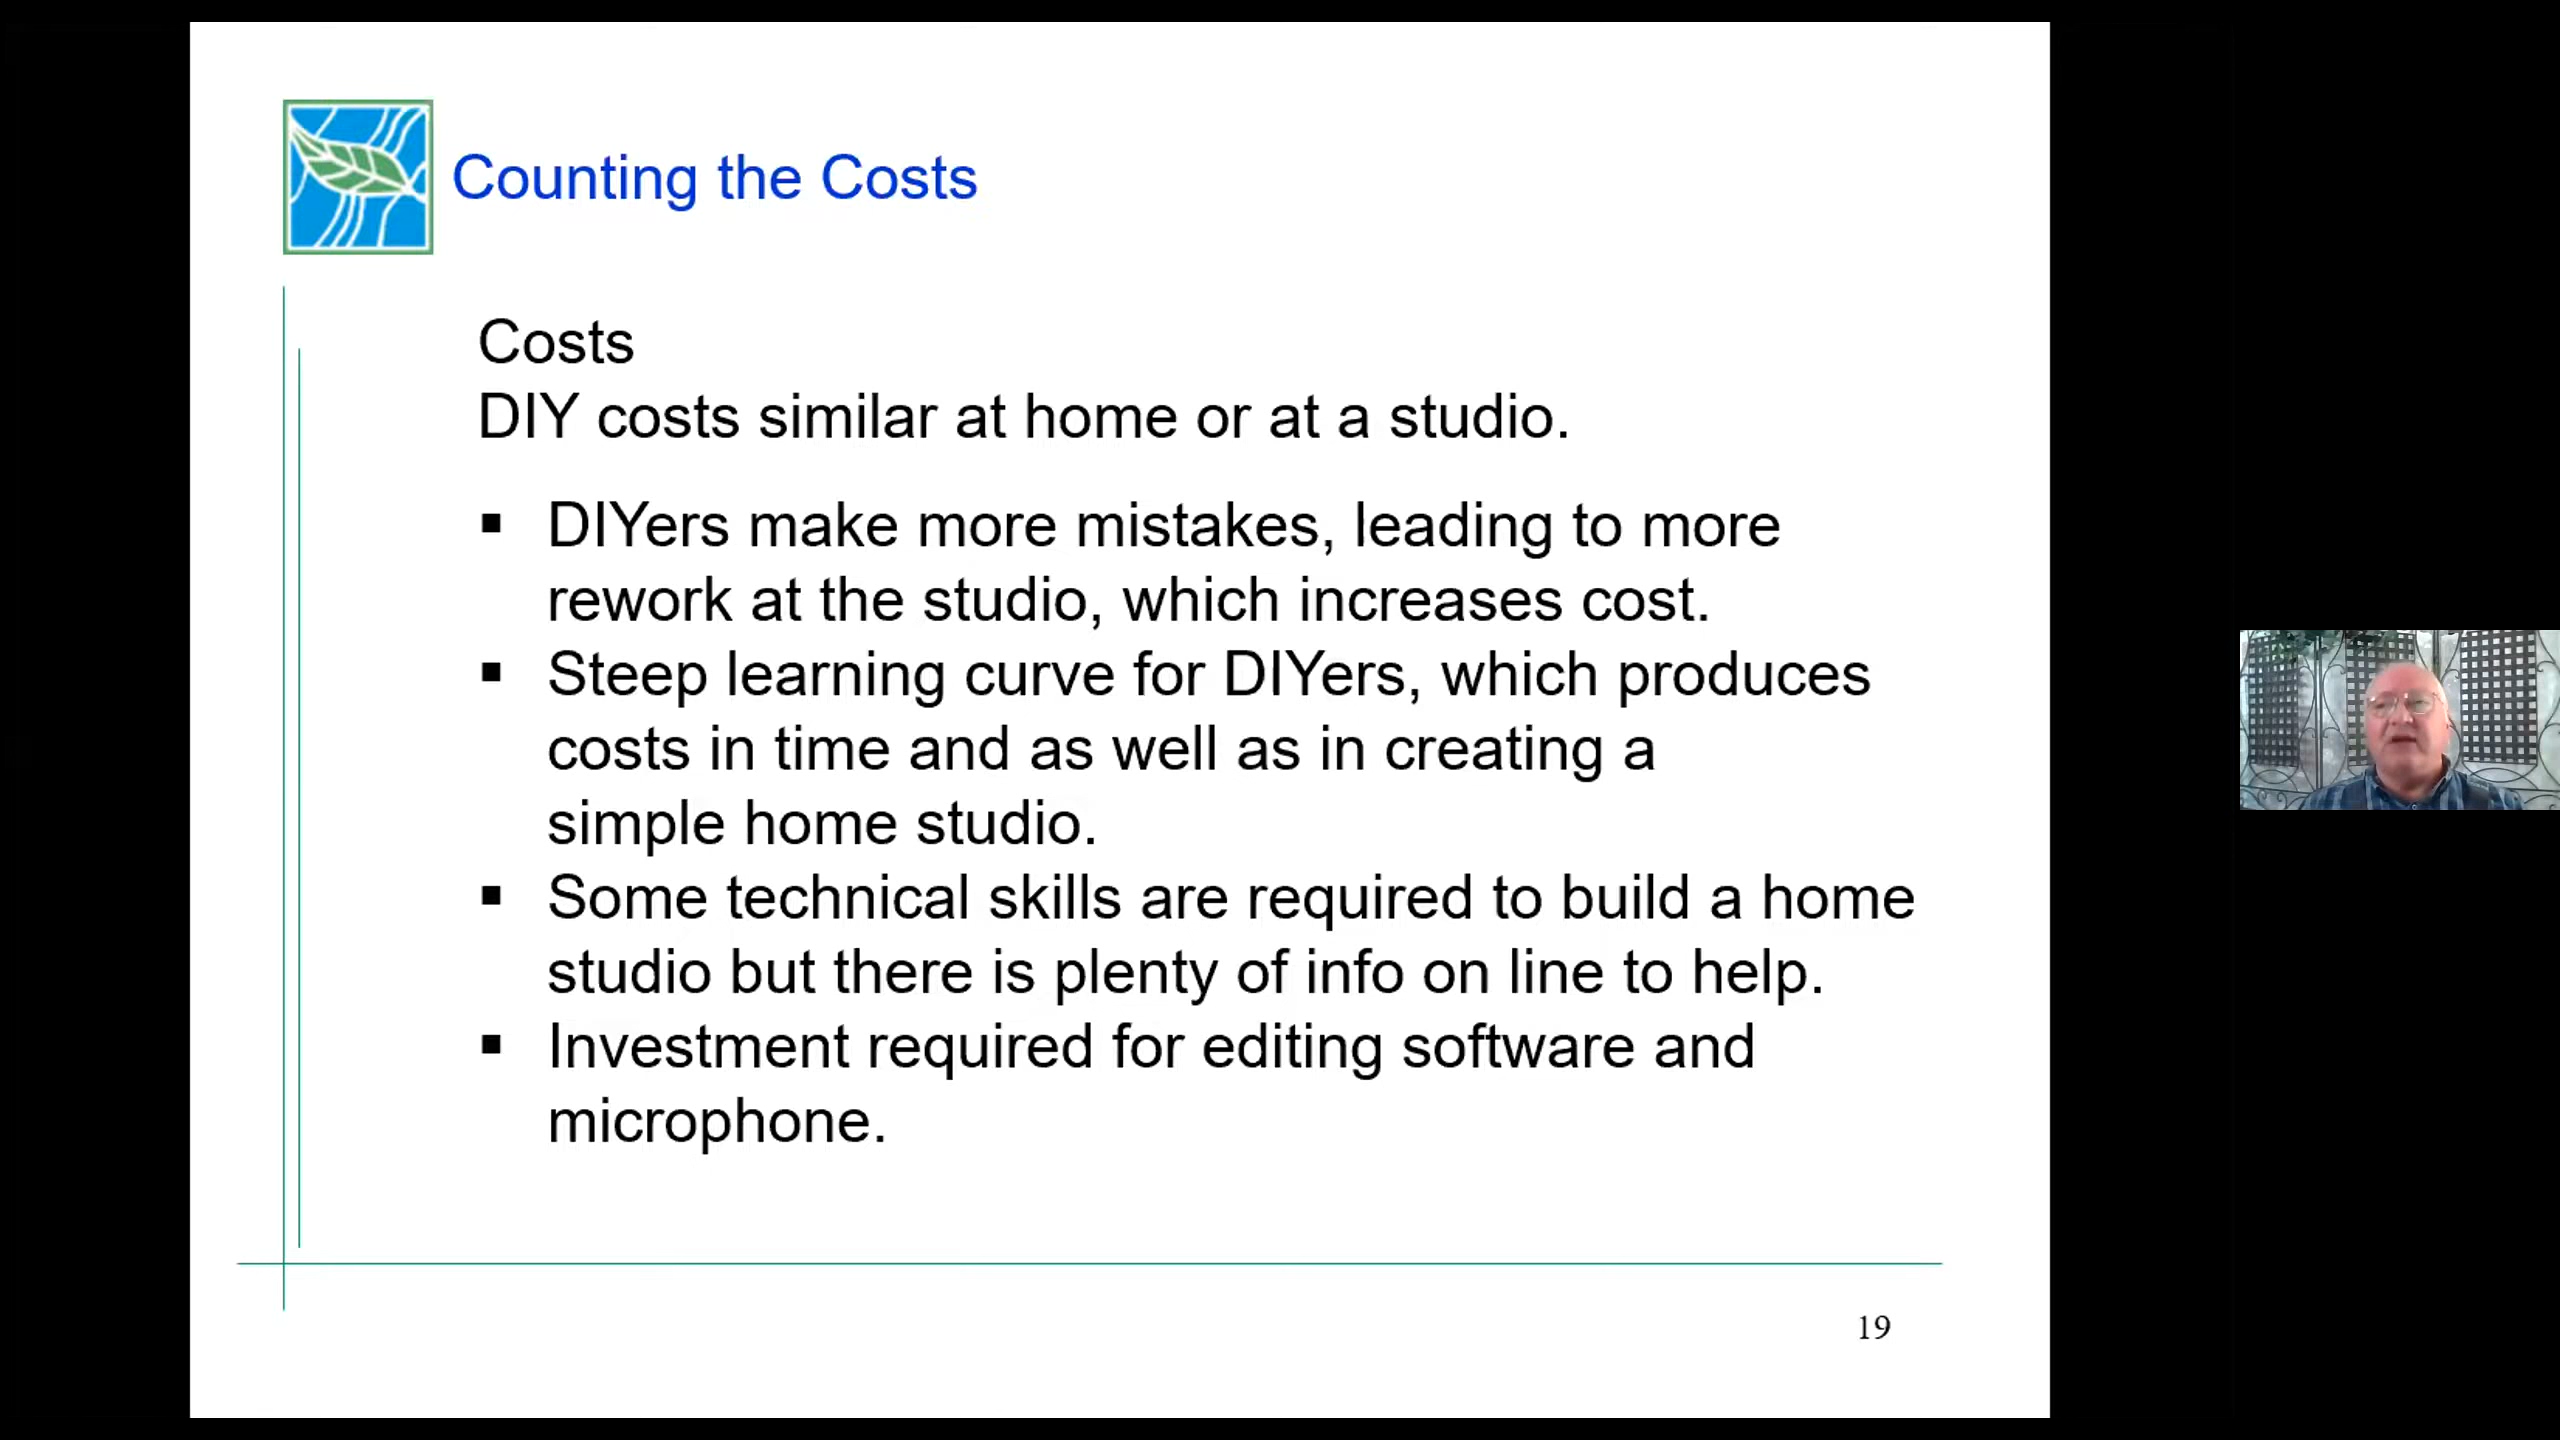 Counting the Costs
Costs
DIY costs similar at home or at a studio.
▪ DIYers make more mistakes, leading to more
rework at the studio, which increases cost.
▪ Steep learning curve for DIYers, which produces
costs in time and as well as in creating a
simple home studio.
▪ Some technical skills are required to build a home
studio but there is plenty of info on line to help.
▪ Investment required for editing software and
microphone.
19